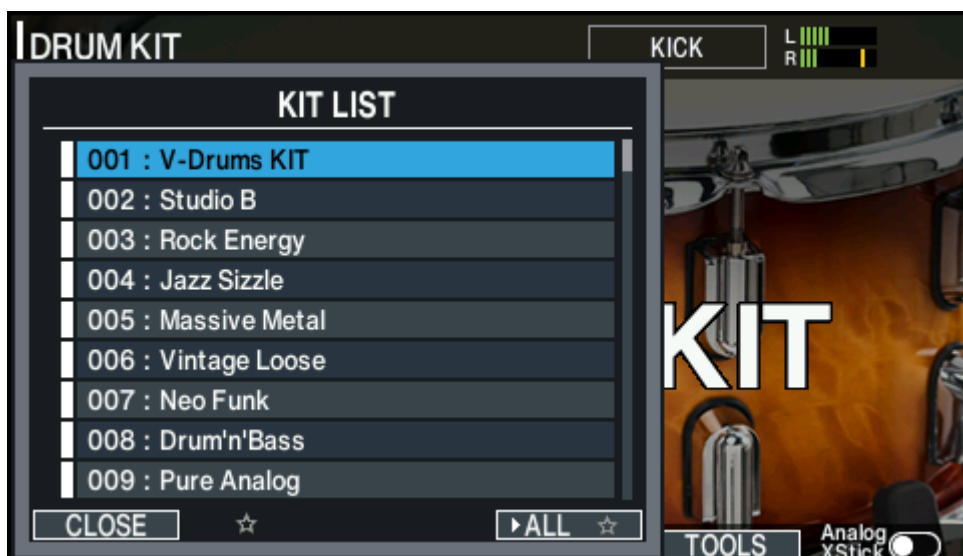 DRUM KIT
KICK
L
R
KIT LIST
001 : V-Drums KIT
002 : Studio B
003 : Rock Energy
004 : Jazz Sizzle
005 : Massive Metal
006 : Vintage Loose
007 : Neo Funk
008 : Drum'n'Bass
009 : Pure Analog
KIT
CLOSE ☆
▸ALL ☆
TOOLS
Analog
XStick